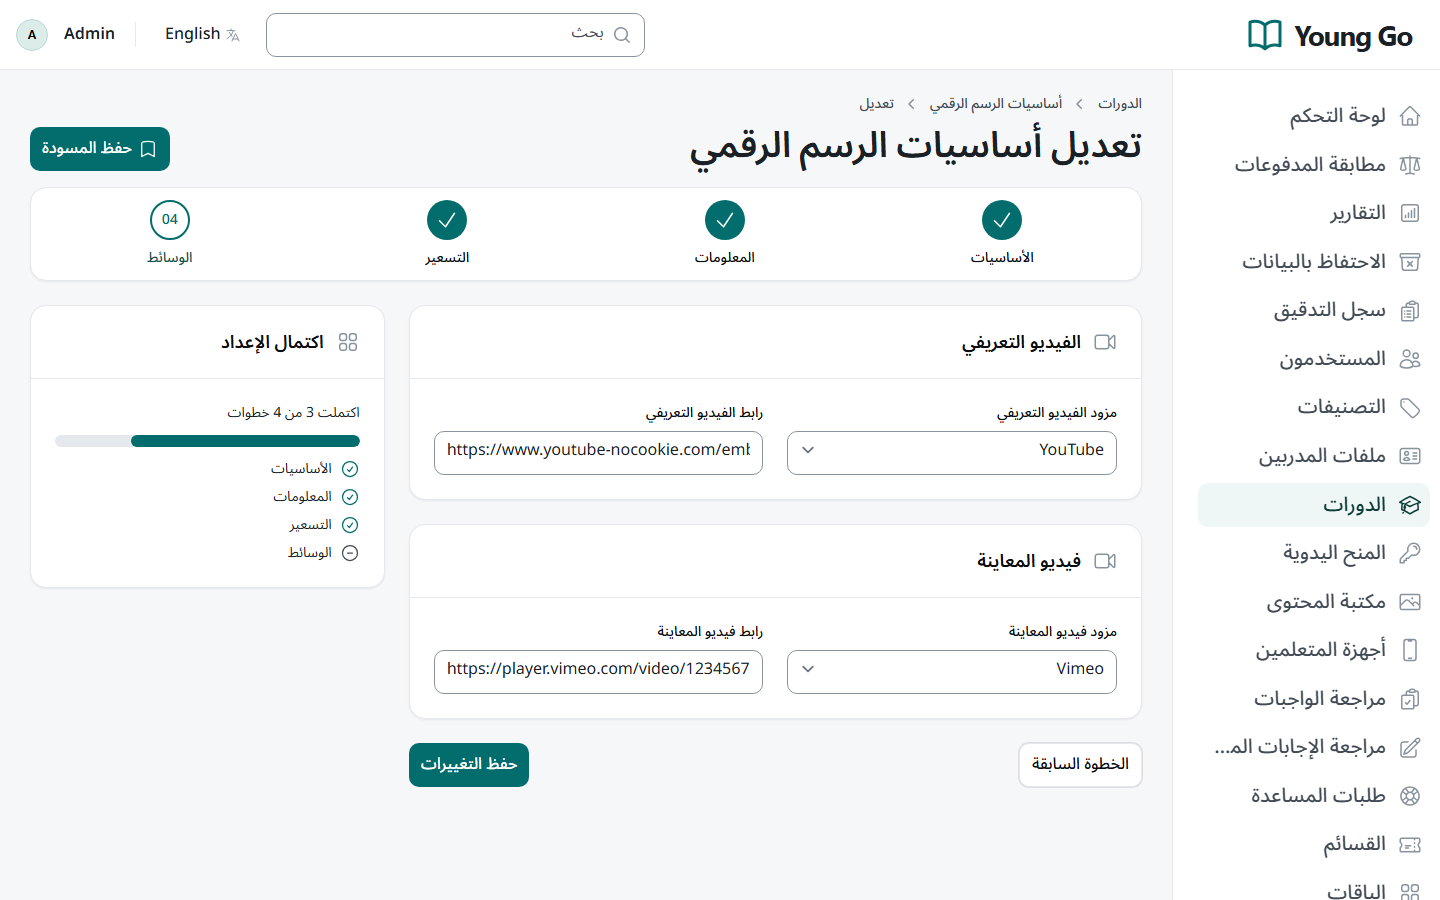 Young Go
بحث
English
Admin
A
لوحة التحكم
مطابقة المدفوعات
التقارير
الاحتفاظ بالبيانات
سجل التدقيق
المستخدمون
التصنيفات
ملفات المدربين
الدورات
المنح اليدوية
مكتبة المحتوى
أجهزة المتعلمين
مراجعة الواجبات
مراجعة الإجابات الم...
طلبات المساعدة
القسائم
الباقات
الدورات
أساسيات الرسم الرقمي
تعديل
تعديل أساسيات الرسم الرقمي
حفظ المسودة
الأساسيات
المعلومات
التسعير
04
الوسائط
الفيديو التعريفي
مزود الفيديو التعريفي
YouTube
رابط الفيديو التعريفي
https://www.youtube-nocookie.com/emb
فيديو المعاينة
مزود فيديو المعاينة
Vimeo
رابط فيديو المعاينة
https://player.vimeo.com/video/1234567
الخطوة السابقة
حفظ التغييرات
اكتمال الإعداد
اكتملت 3 من 4 خطوات
الأساسيات
المعلومات
التسعير
الوسائط